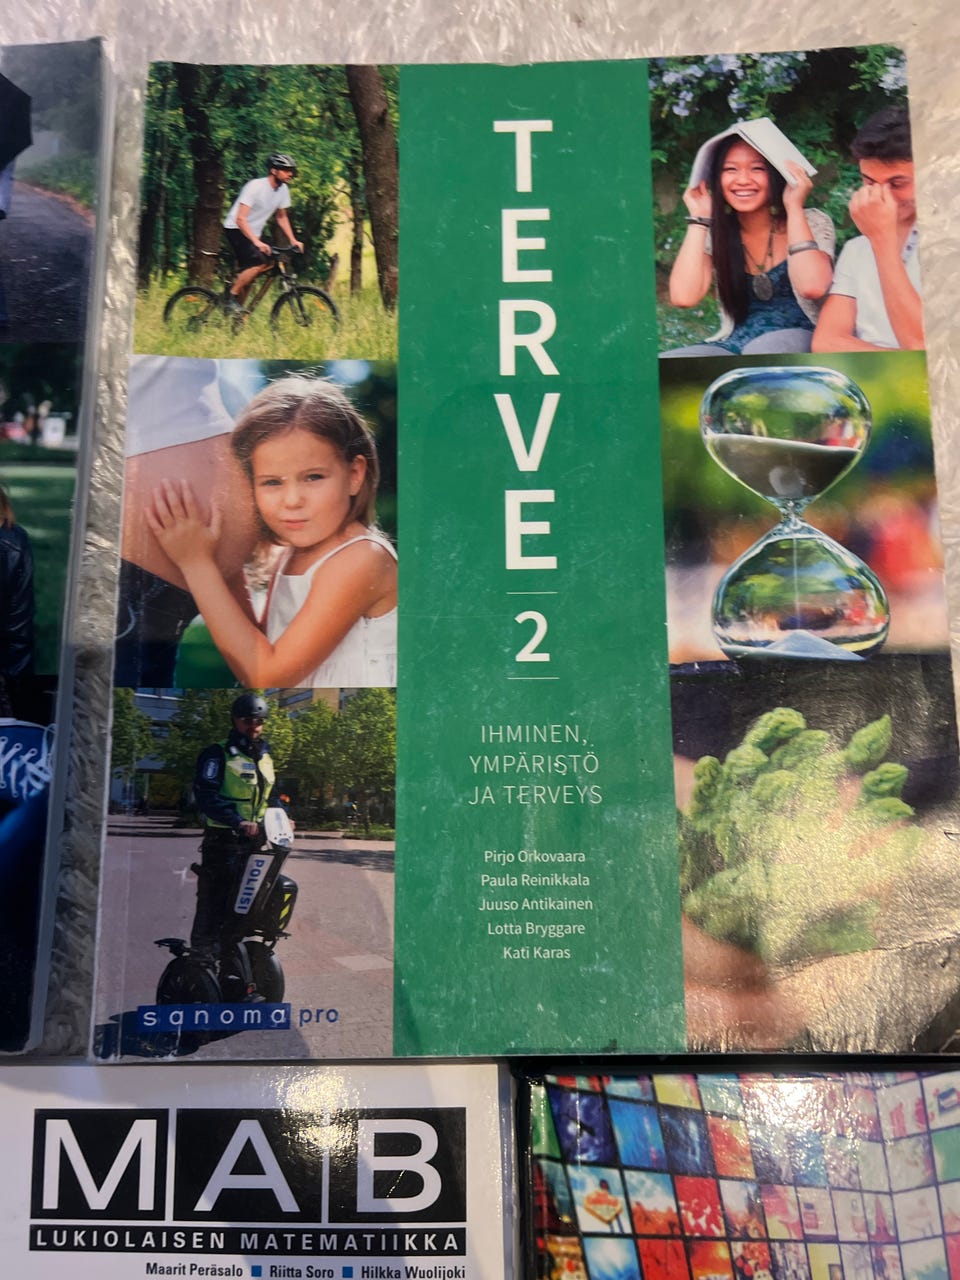 T
E
R
V
E
2
IHMINEN,
YMPÄRISTÖ
JA TERVEYS
Pirjo Orkovaara
Paula Reinikkala
Juuso Antikainen
Lotta Bryggare
Kati Karas
POLIISI
sanoma pro
MAB
LUKIOLAISEN MATEMATIIKKA
Maarit Peräsalo ■ Riitta Soro ■ Hilkka Wuolijoki